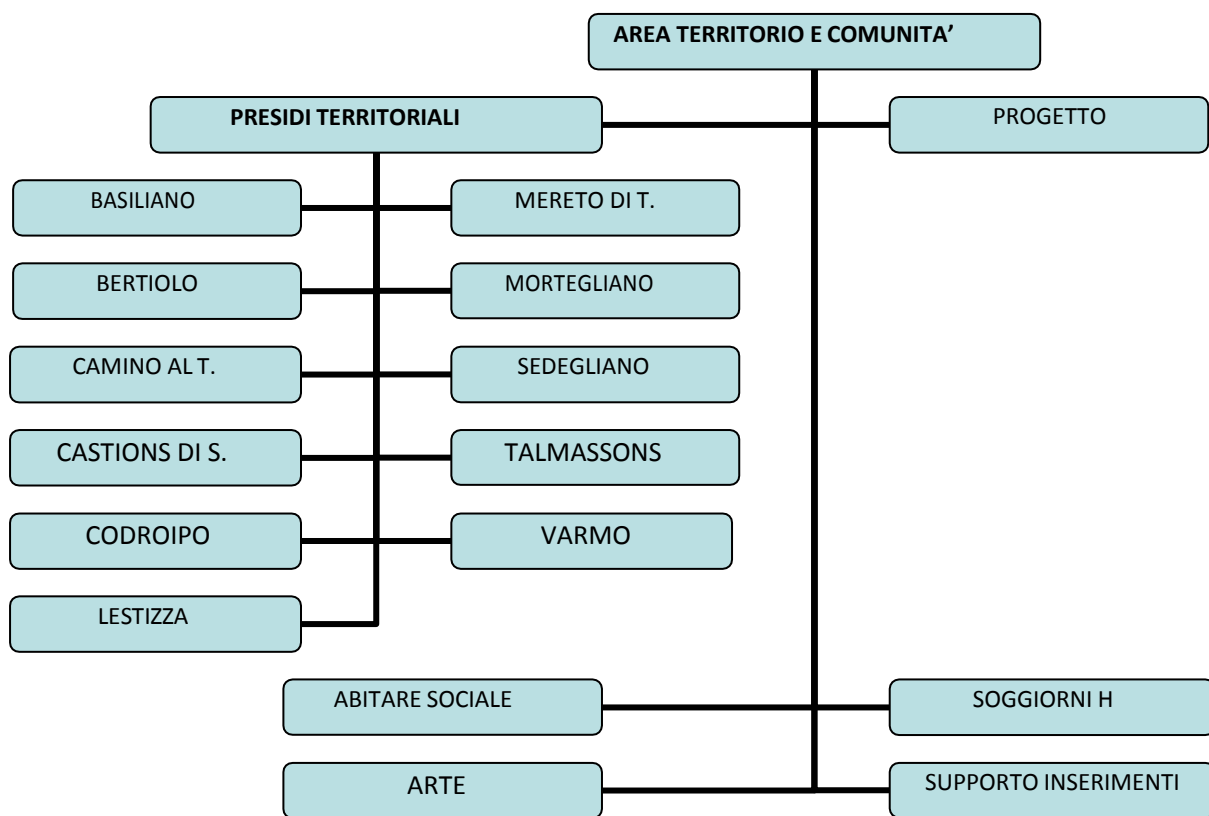 AREA TERRITORIO E COMUNITA’
PRESIDI TERRITORIALI
PROGETTO
BASILIANO
MERETO DI T.
BERTIOLO
MORTEGLIANO
CAMINO AL T.
SEDEGLIANO
CASTIONS DI S.
TALMASSONS
CODROIPO
VARMO
LESTIZZA
ABITARE SOCIALE
SOGGIORNI H
ARTE
SUPPORTO INSERIMENTI